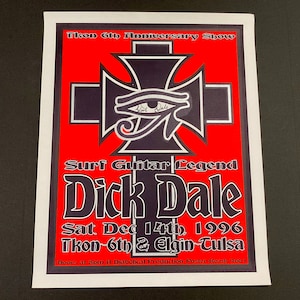 Ikon 6th Anniversary Show
Surf Guitar Legend
Dick Dale
Sat Dec 14th, 1996
Ikon-6th & Elgin-Tulsa